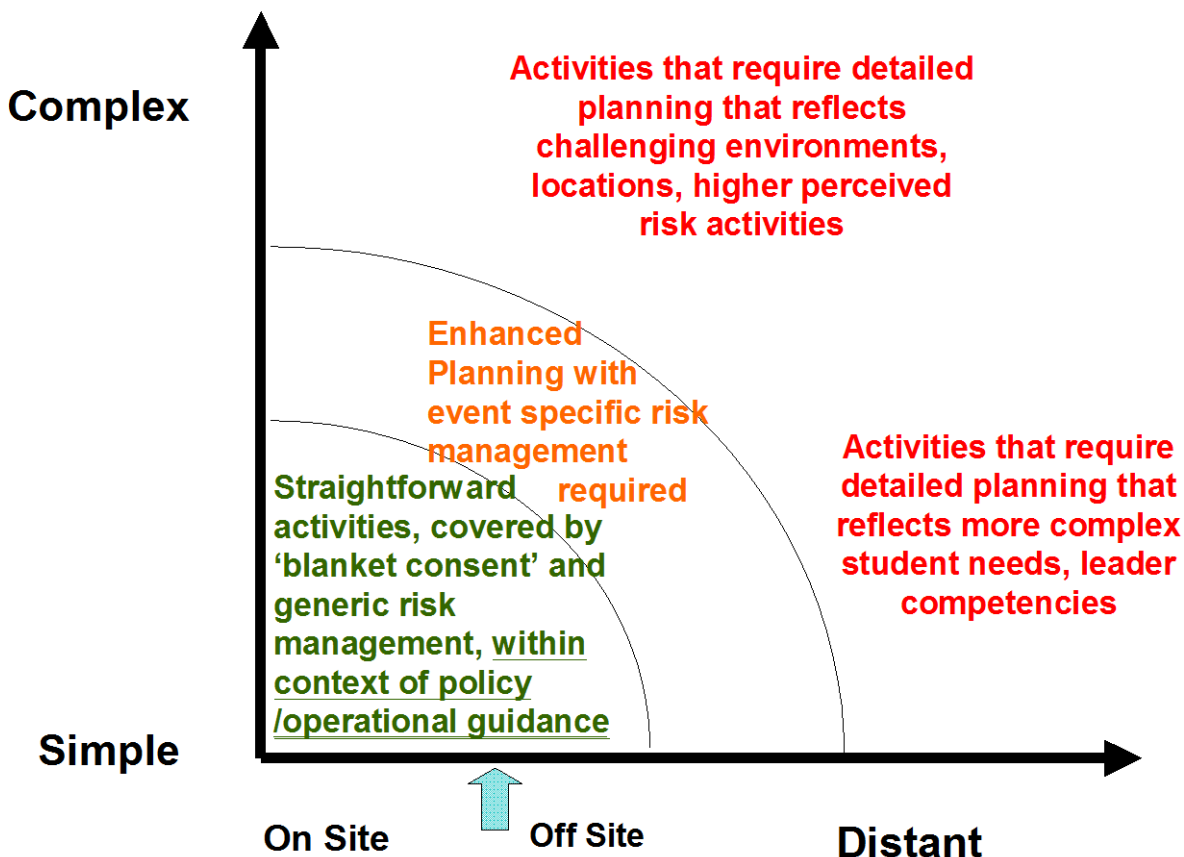 Complex
Activities that require detailed
planning that reflects
challenging environments,
locations, higher perceived
risk activities
Enhanced
Planning with
event specific risk
management
required
Straightforward
activities, covered by
‘blanket consent’ and
generic risk
management, within
context of policy
/operational guidance
Activities that require
detailed planning that
reflects more complex
student needs, leader
competencies
Simple
On Site
Off Site
Distant